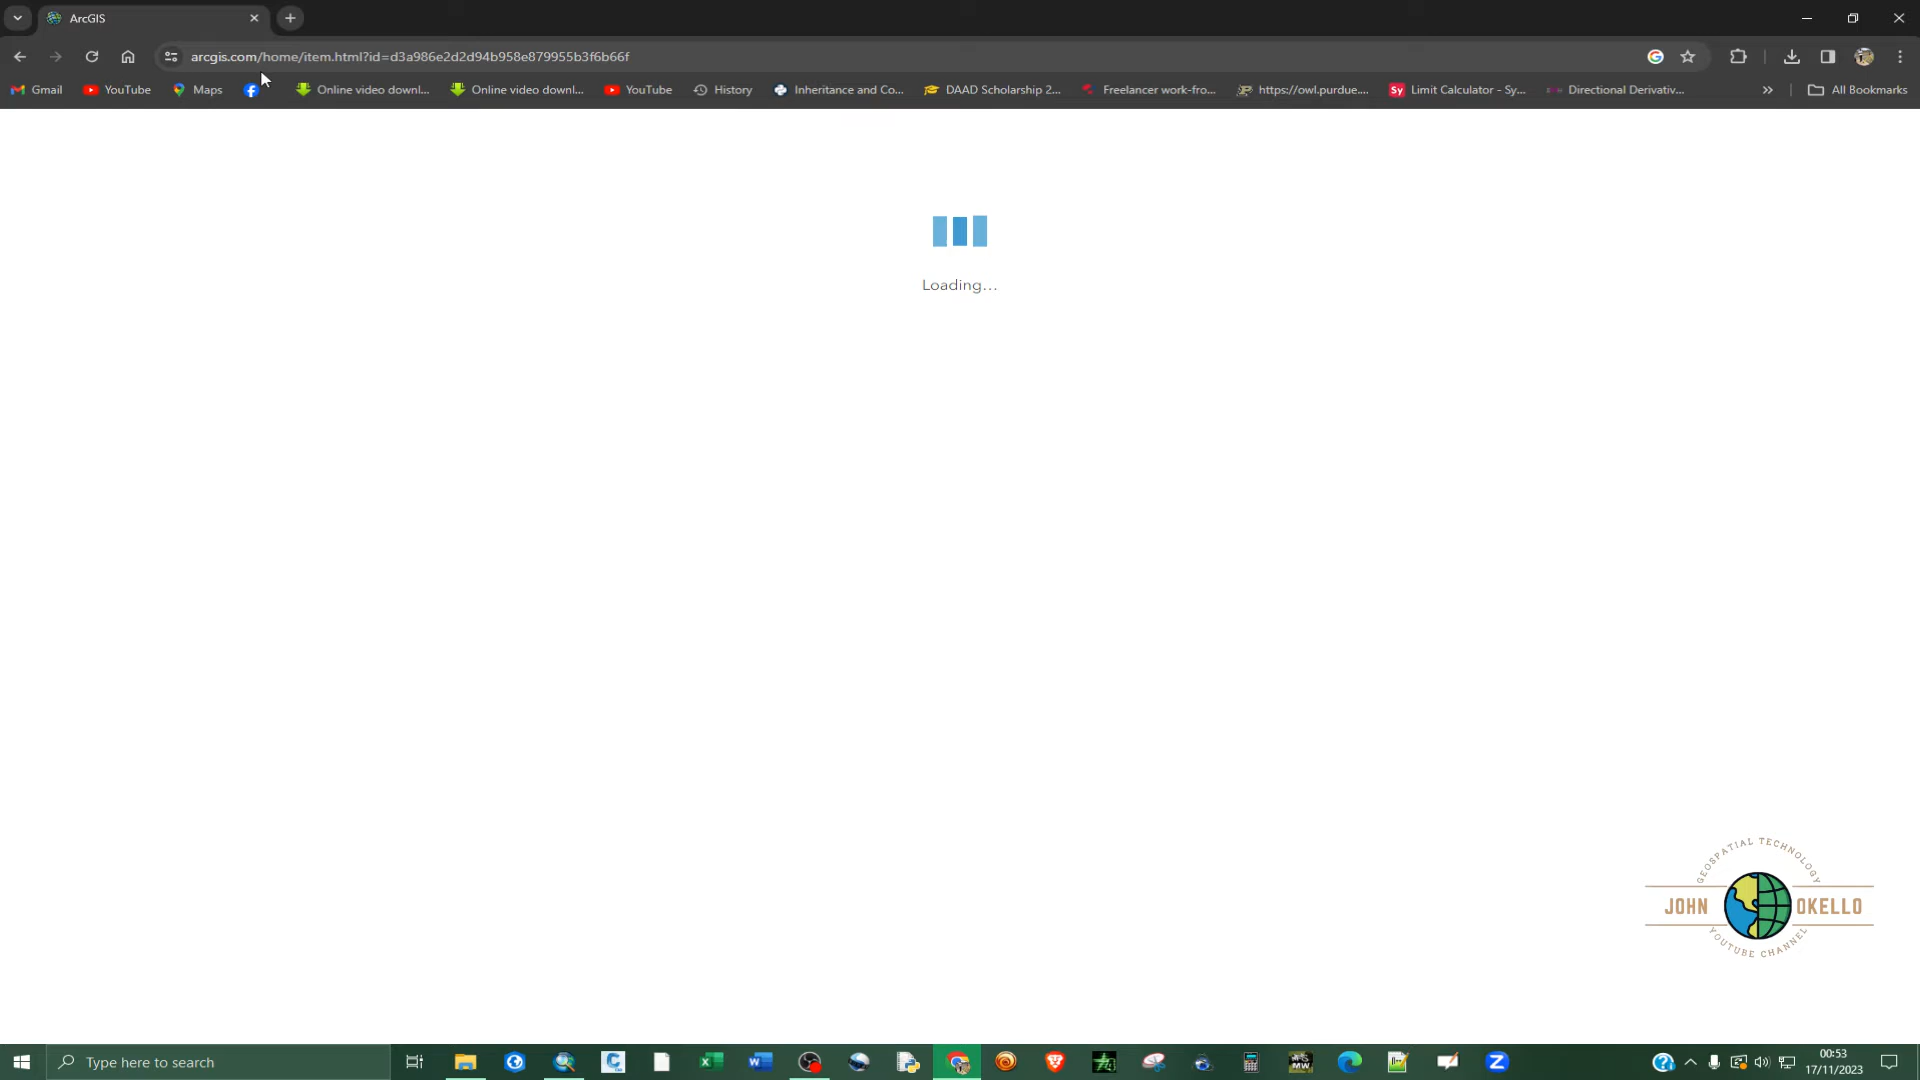 ArcGIS
arcgis.com/home/item.html?id=d3a986e2d2d94b958e879955b3f6b66f
Gmail YouTube Maps Online video downl... Online video downl... YouTube History Inheritance and Co... DAAD Scholarship 2... Freelancer work-fro... https://owl.purdue.... Sy Limit Calculator - Sy... Directional Derivativ... » All Bookmarks
Loading...
GEOSPATIAL TECHNOLOGY
JOHN OKELLO
YOUTUBE CHANNEL
Type here to search
00:53
17/11/2023